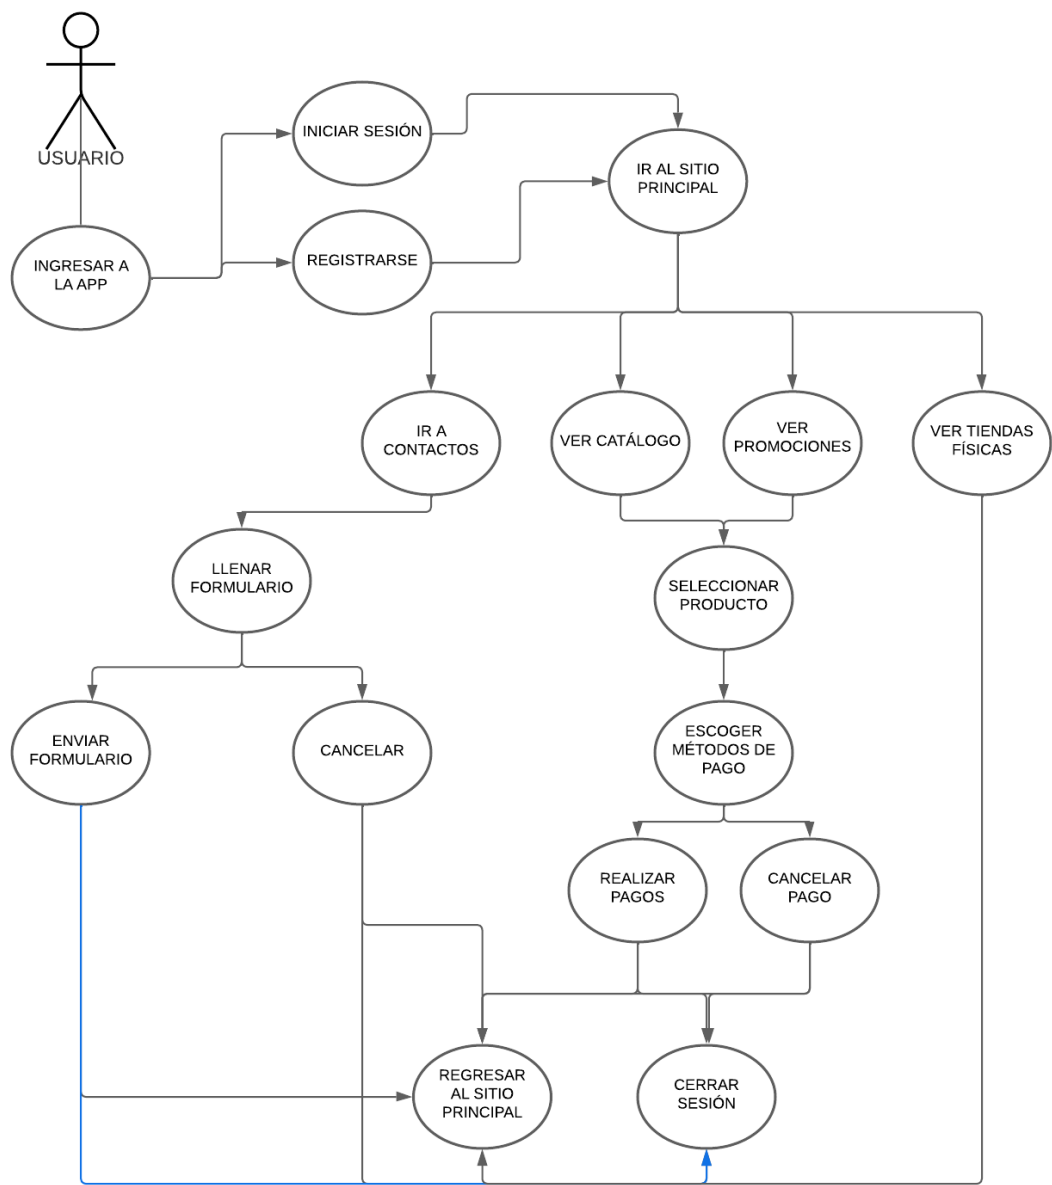 USUARIO
INICIAR SESIÓN
IR AL SITIO
PRINCIPAL
INGRESAR A
LA APP
REGISTRARSE
IR A
CONTACTOS
VER CATÁLOGO
VER
PROMOCIONES
VER TIENDAS
FÍSICAS
LLENAR
FORMULARIO
SELECCIONAR
PRODUCTO
ENVIAR
FORMULARIO
CANCELAR
ESCOGER
MÉTODOS DE
PAGO
REALIZAR
PAGOS
CANCELAR
PAGO
REGRESAR
AL SITIO
PRINCIPAL
CERRAR
SESIÓN